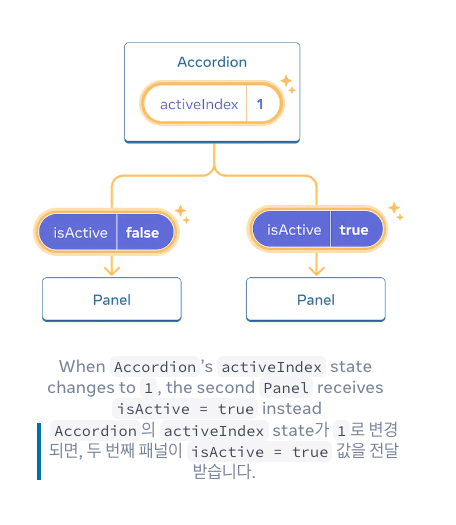 Accordion
activeIndex 1
isActive false
isActive true
Panel
Panel
When Accordion's activeIndex state
changes to 1, the second Panel receives
isActive = true instead
Accordion의 activeIndex state가 1로 변경
되면, 두 번째 패널이 isActive = true 값을 전달
받습니다.